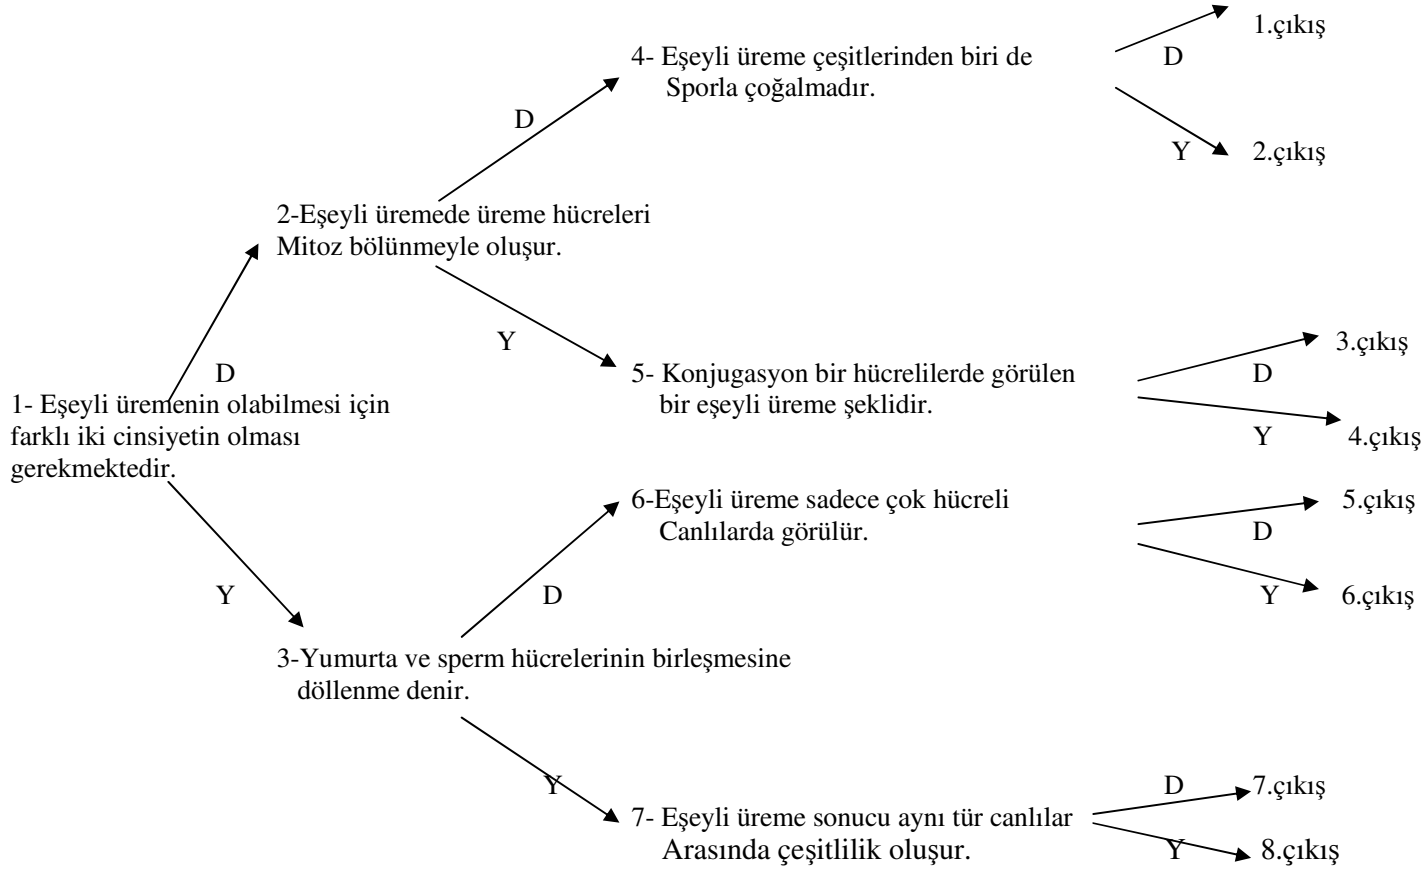 1.çıkış
4- Eşeyli üreme çeşitlerinden biri de
D
Sporla çoğalmadır.
D
Y
2.çıkış
2-Eşeyli üremede üreme hücreleri
Mitoz bölünmeyle oluşur.
Y
3.çıkış
D
5- Konjugasyon bir hücrelilerde görülen
D
1- Eşeyli üremenin olabilmesi için
bir eşeyli üreme şeklidir.
farklı iki cinsiyetin olması
Y
4.çıkış
gerekmektedir.
6-Eşeyli üreme sadece çok hücreli
5.çıkış
Canlılarda görülür.
D
Y
D
Y
6.çıkış
3-Yumurta ve sperm hücrelerinin birleşmesine
döllenme denir.
Y
D
7.çıkış
7- Eşeyli üreme sonucu aynı tür canlılar
Arasında çeşitlilik oluşur.
Y
8.çıkış